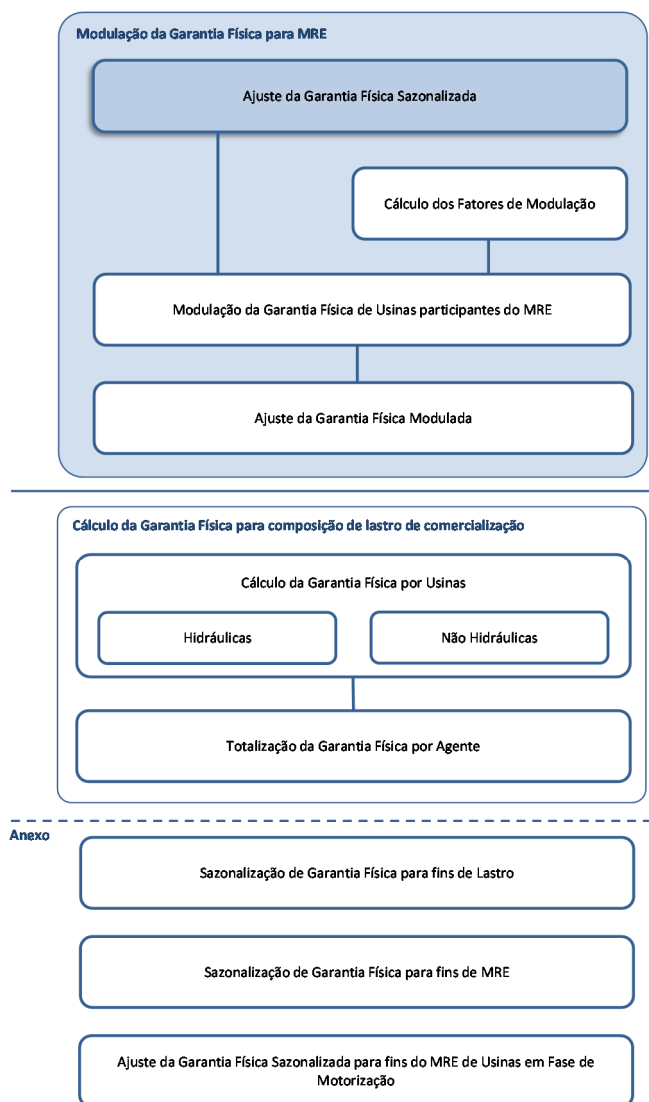 Modulação da Garantia Física para MRE
Ajuste da Garantia Física Sazonalizada
Cálculo dos Fatores de Modulação
Modulação da Garantia Física de Usinas participantes do MRE
Ajuste da Garantia Física Modulada
Cálculo da Garantia Física para composição de lastro de comercialização
Cálculo da Garantia Física por Usinas
Hidráulicas
Não Hidráulicas
Totalização da Garantia Física por Agente
Anexo
Sazonalização de Garantia Física para fins de Lastro
Sazonalização de Garantia Física para fins de MRE
Ajuste da Garantia Física Sazonalizada para fins do MRE de Usinas em Fase de
Motorização